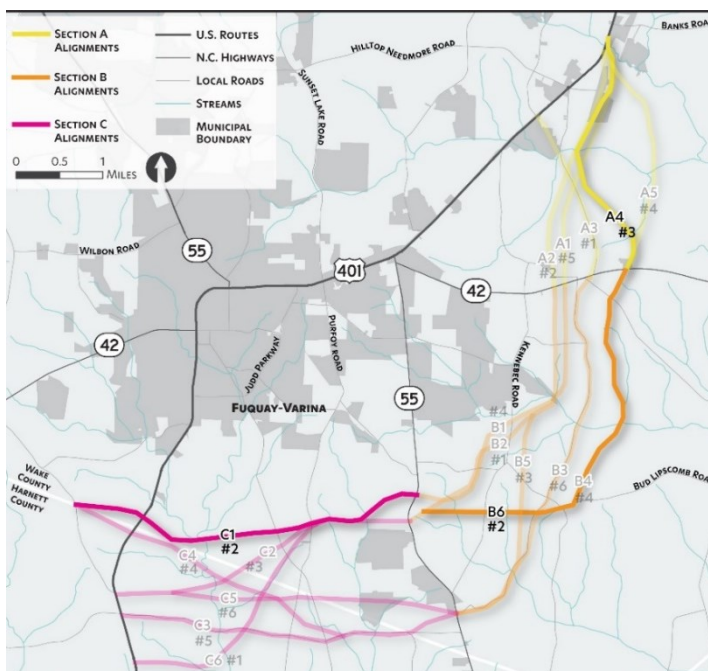 SECTION A
ALIGNMENTS
SECTION B
ALIGNMENTS
SECTION C
ALIGNMENTS
0 0.5 1
MILES
U.S. ROUTES
N.C. HIGHWAYS
LOCAL ROADS
STREAMS
MUNICIPAL
BOUNDARY
BANKS ROA
HILLTOP NEEDMORE ROAD
SUNSET LAKE ROAD
A5
#4
A4
#3
A3
#1
A1
#5
A2
#2
WILBON ROAD
55
401
42
42
JUDD PARKWAY
PURFOY ROAD
KENNEBEC ROAD
55
FUQUAY-VARINA
#4
B1
B2
#1
B5
#3
B3
#6
B4
#4
BUD LIPSCOMB ROAD
WAKE
COUNTY
HARNETT
COUNTY
B6
#2
C1
#2
C2
#3
C4
#4
C5
#6
C3
#5
C6 #1